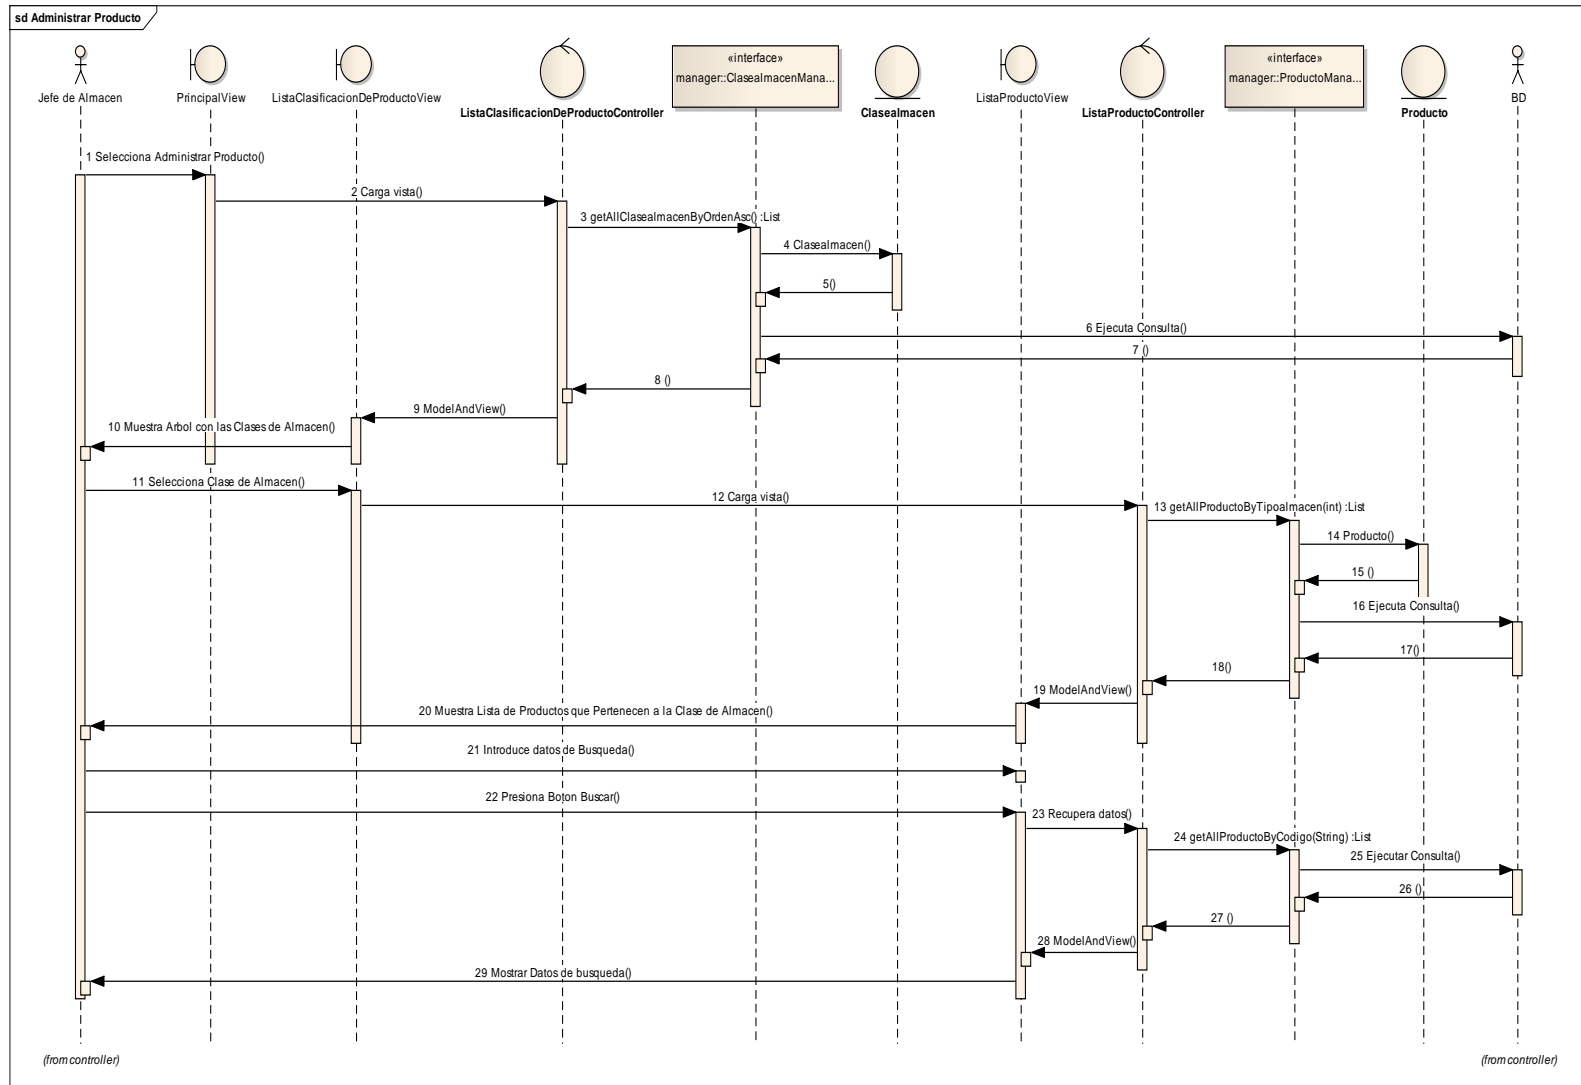 sd Administrar Producto
Jefe de Almacen
PrincipalView
ListaClasificacionDeProductoView
ListaClasificacionDeProductoController
«interface»
manager::ClasealmacenMana...
Clasealmacen
ListaProductoView
ListaProductoController
«interface»
manager::ProductoMana...
Producto
BD
1 Selecciona Administrar Producto()
2 Carga vista()
3 getAllClasealmacenByOrdenAsc() :List
4 Clasealmacen()
5()
6 Ejecuta Consulta()
7 ()
8 ()
9 ModelAndView()
10 Muestra Arbol con las Clases de Almacen()
11 Selecciona Clase de Almacen()
12 Carga vista()
13 getAllProductoByTipoalmacen(int) :List
14 Producto()
15 ()
16 Ejecuta Consulta()
17()
18()
19 ModelAndView()
20 Muestra Lista de Productos que Pertenecen a la Clase de Almacen()
21 Introduce datos de Busqueda()
22 Presiona Boton Buscar()
23 Recupera datos()
24 getAllProductoByCodigo(String) :List
25 Ejecutar Consulta()
26 ()
27 ()
28 ModelAndView()
29 Mostrar Datos de busqueda()
(from controller)
(from controller)